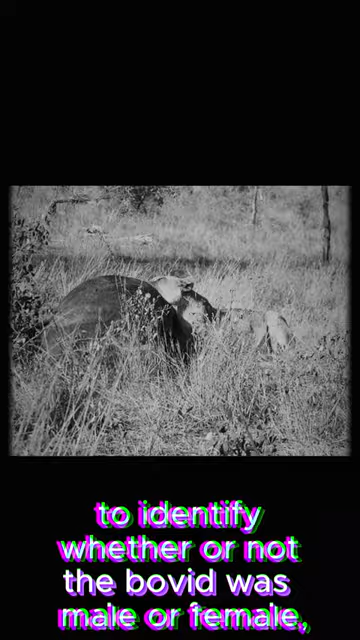 to identify
whether or not
the bovid was
male or female,